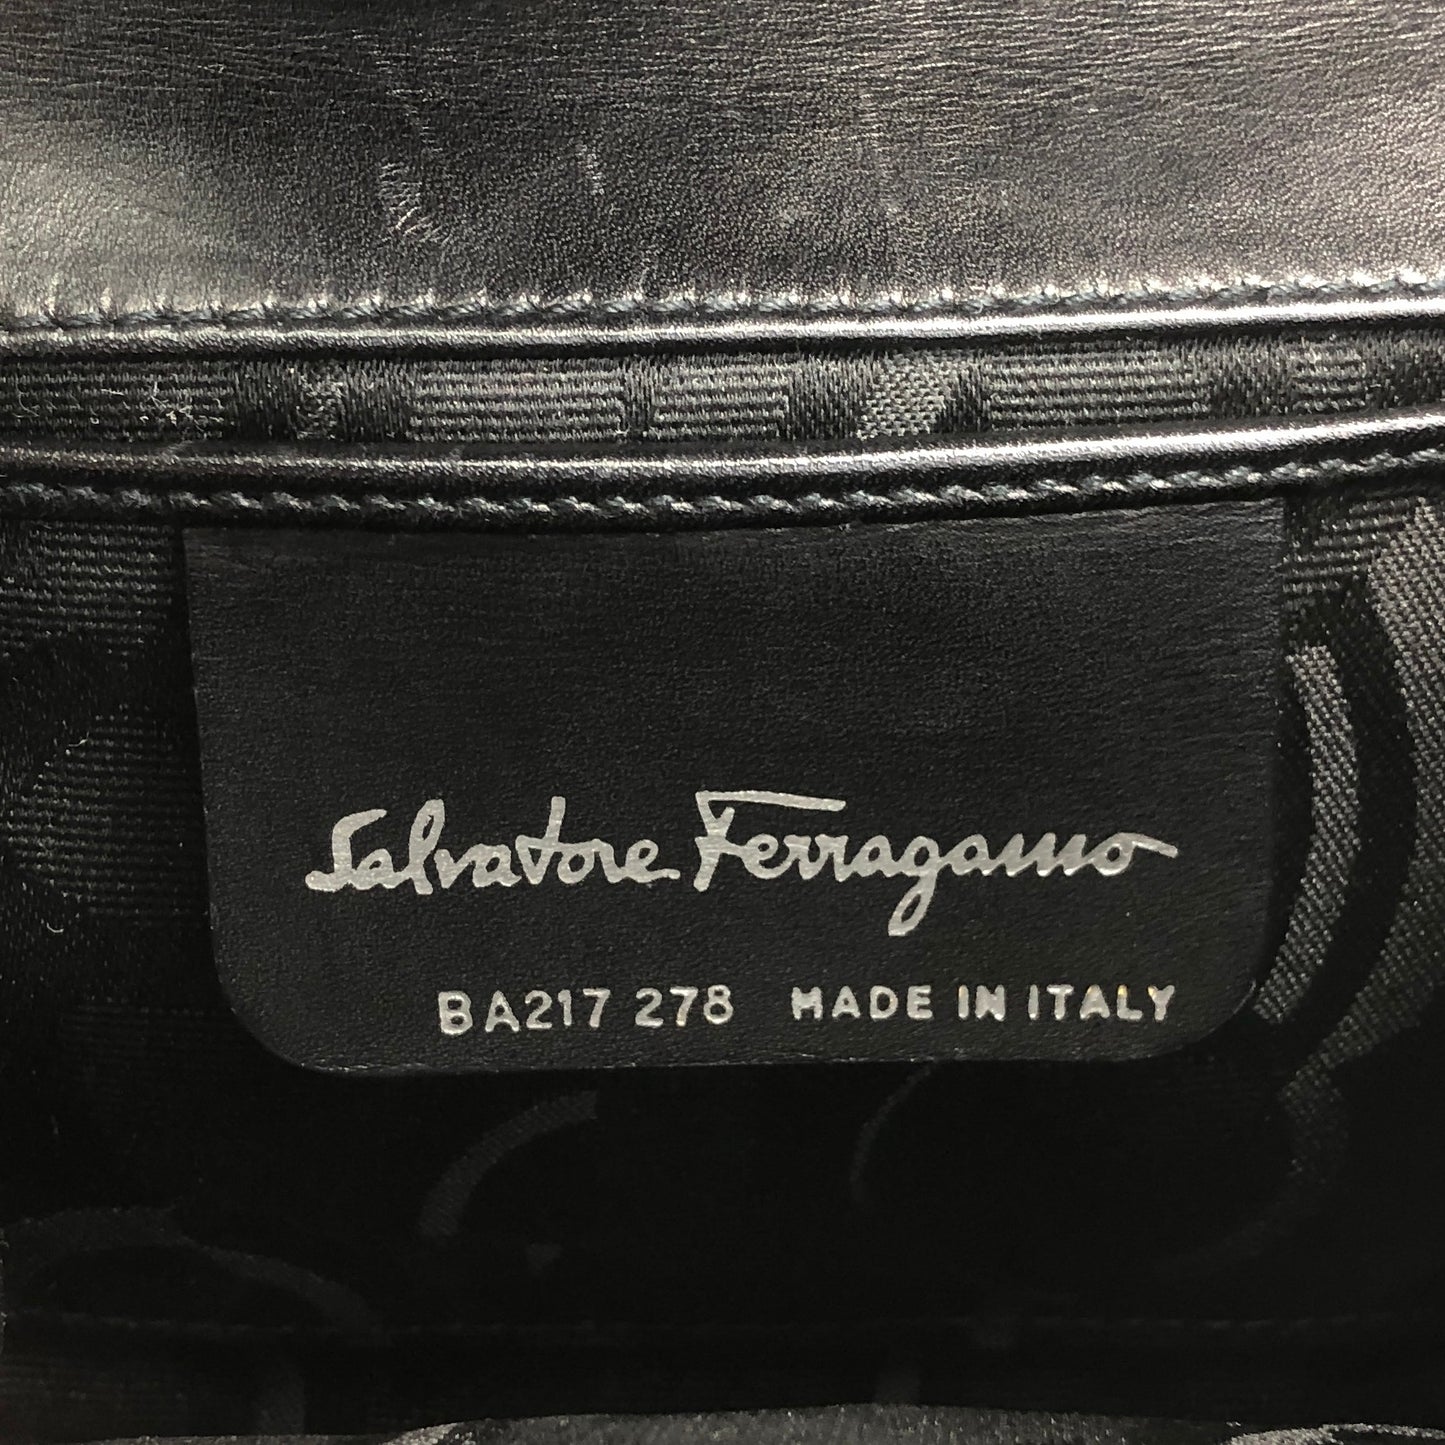 Salvatore Ferragamo
BA217 278 MADE IN ITALY